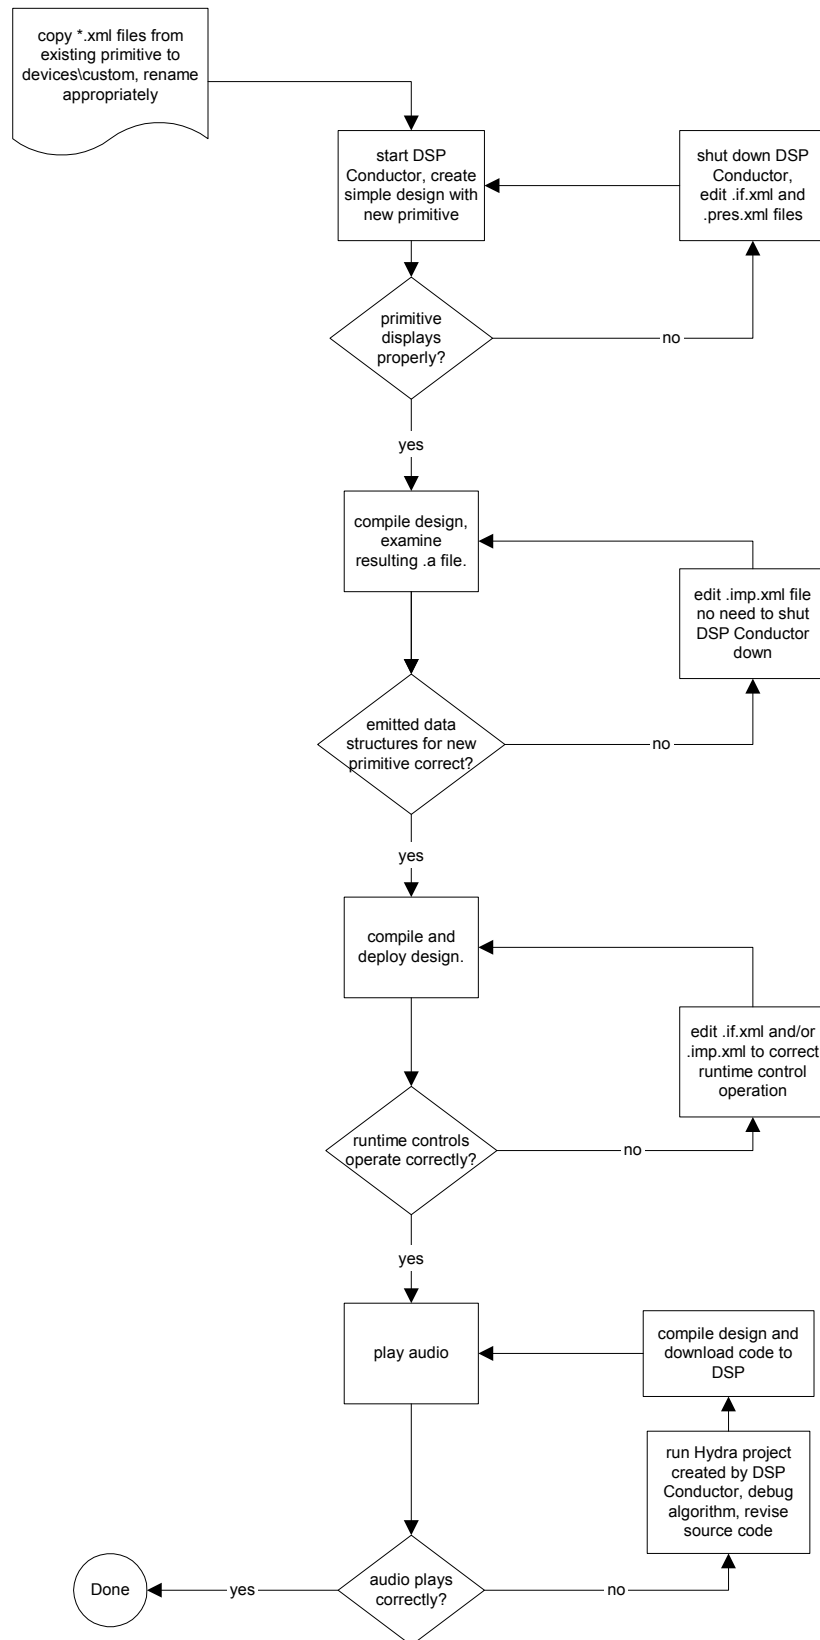 copy *.xml files from
existing primitive to
devices\custom, rename
appropriately
start DSP
Conductor, create
simple design with
new primitive
shut down DSP
Conductor,
edit .if.xml and
.pres.xml files
primitive
displays
properly?
no
yes
compile design,
examine
resulting .a file.
edit .imp.xml file
no need to shut
DSP Conductor
down
emitted data
structures for new
primitive correct?
no
yes
compile and
deploy design.
edit .if.xml and/or
.imp.xml to correct
runtime control
operation
runtime controls
operate correctly?
no
yes
play audio
compile design and
download code to
DSP
run Hydra project
created by DSP
Conductor, debug
algorithm, revise
source code
Done
yes
audio plays
correctly?
no